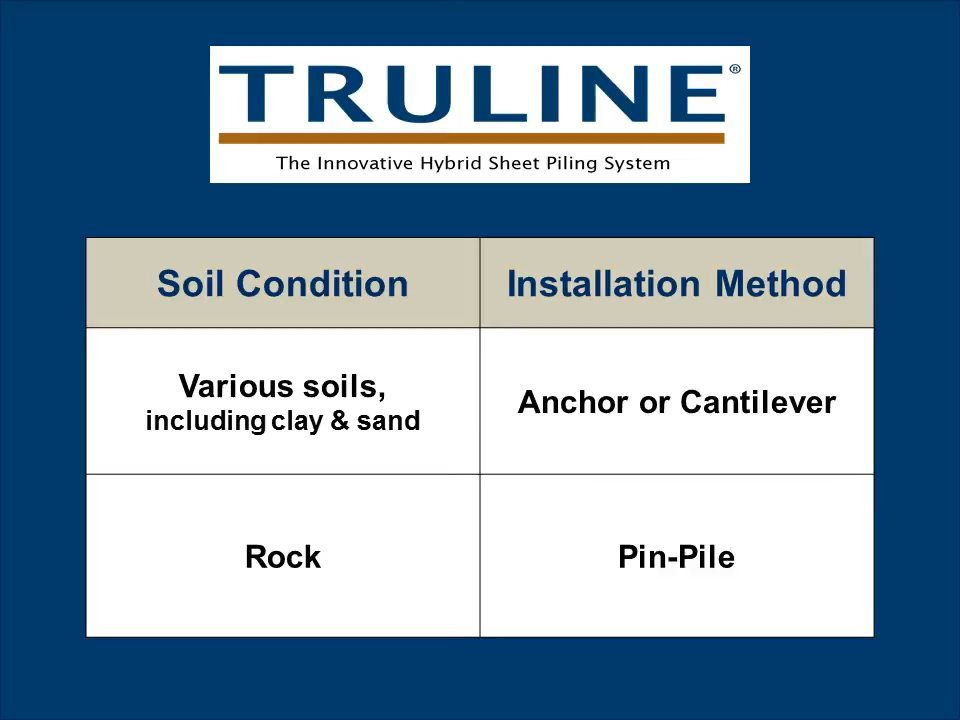 TRULINE®
The Innovative Hybrid Sheet Piling System
Soil Condition
Installation Method
Various soils,
including clay & sand
Anchor or Cantilever
Rock
Pin-Pile